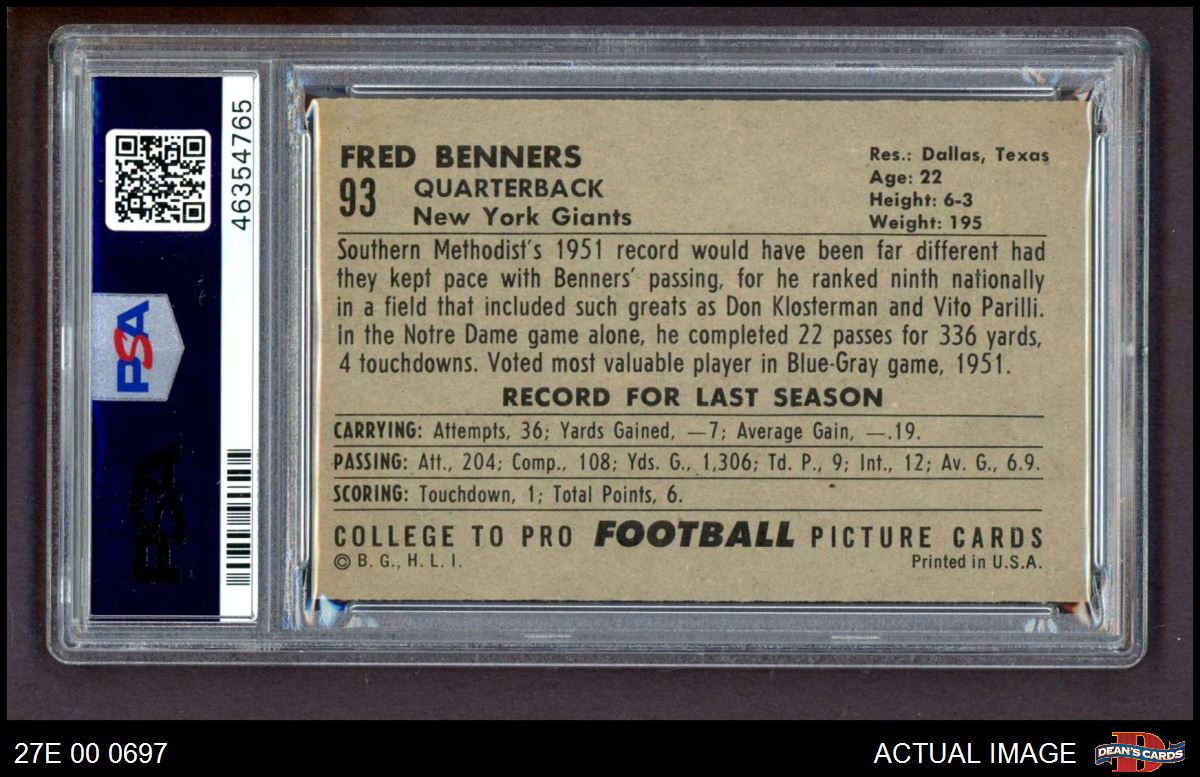 46354765
PSA
PSA
FRED BENNERS
93 QUARTERBACK
New York Giants
Res.: Dallas, Texas
Age: 22
Height: 6-3
Weight: 195
Southern Methodist's 1951 record would have been far different had
they kept pace with Benners' passing, for he ranked ninth nationally
in a field that included such greats as Don Klosterman and Vito Parilli.
In the Notre Dame game alone, he completed 22 passes for 336 yards,
4 touchdowns. Voted most valuable player in Blue-Gray game, 1951.
RECORD FOR LAST SEASON
CARRYING: Attempts, 36; Yards Gained, —7; Average Gain, —.19.
PASSING: Att., 204; Comp., 108; Yds. G., 1,306; Td. P., 9; Int., 12; Av. G., 6.9.
SCORING: Touchdown, 1; Total Points, 6.
COLLEGE TO PRO FOOTBALL PICTURE CARDS
© B. G., H. L. I.
Printed in U.S.A.
27E 00 0697
ACTUAL IMAGE
D
DEAN'S CARDS